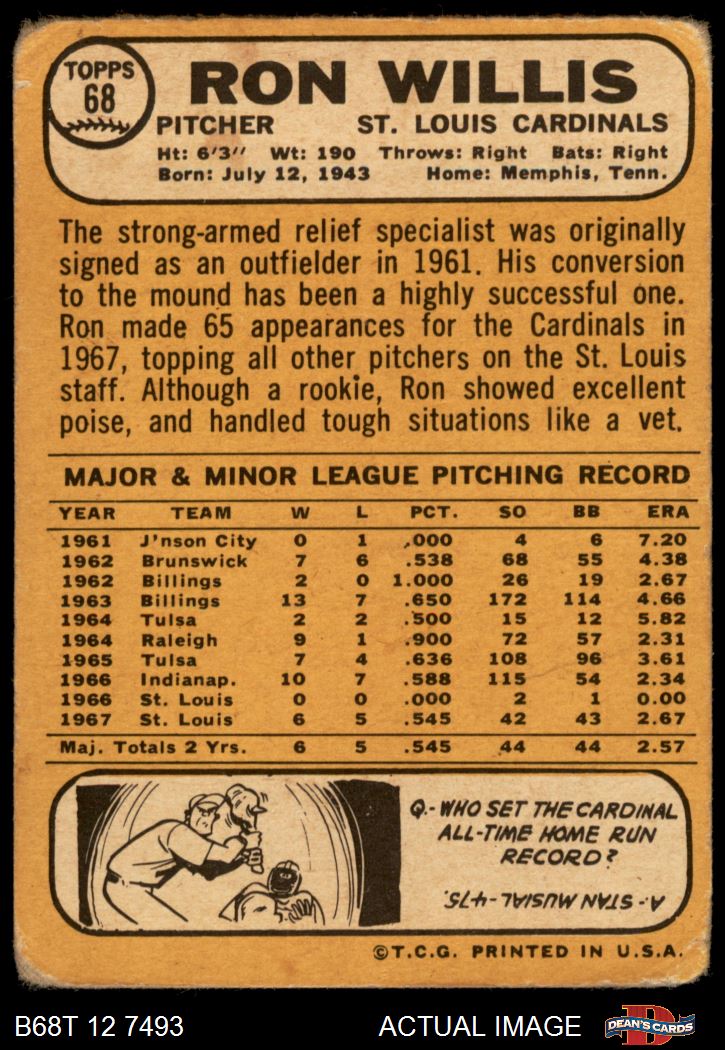 TOPPS
68
RON WILLIS
PITCHER ST. LOUIS CARDINALS
Ht: 6'3'' Wt: 190 Throws: Right Bats: Right
Born: July 12, 1943 Home: Memphis, Tenn.
The strong-armed relief specialist was originally
signed as an outfielder in 1961. His conversion
to the mound has been a highly successful one.
Ron made 65 appearances for the Cardinals in
1967, topping all other pitchers on the St. Louis
staff. Although a rookie, Ron showed excellent
poise, and handled tough situations like a vet.
MAJOR & MINOR LEAGUE PITCHING RECORD
YEAR TEAM W L PCT. SO BB ERA
1961 J'nson City 0 1 .000 4 6 7.20
1962 Brunswick 7 6 .538 68 55 4.38
1962 Billings 2 0 1.000 26 19 2.67
1963 Billings 13 7 .650 172 114 4.66
1964 Tulsa 2 2 .500 15 12 5.82
1964 Raleigh 9 1 .900 72 57 2.31
1965 Tulsa 7 4 .636 108 96 3.61
1966 Indianap. 10 7 .588 115 54 2.34
1966 St. Louis 0 0 .000 2 1 0.00
1967 St. Louis 6 5 .545 42 43 2.67
Maj. Totals 2 Yrs. 6 5 .545 44 44 2.57
Q.- WHO SET THE CARDINAL
ALL-TIME HOME RUN
RECORD?
A.- STAN MUSIAL - 475.
©T.C.G. PRINTED IN U.S.A.
B68T 12 7493 ACTUAL IMAGE
DEAN'S CARDS